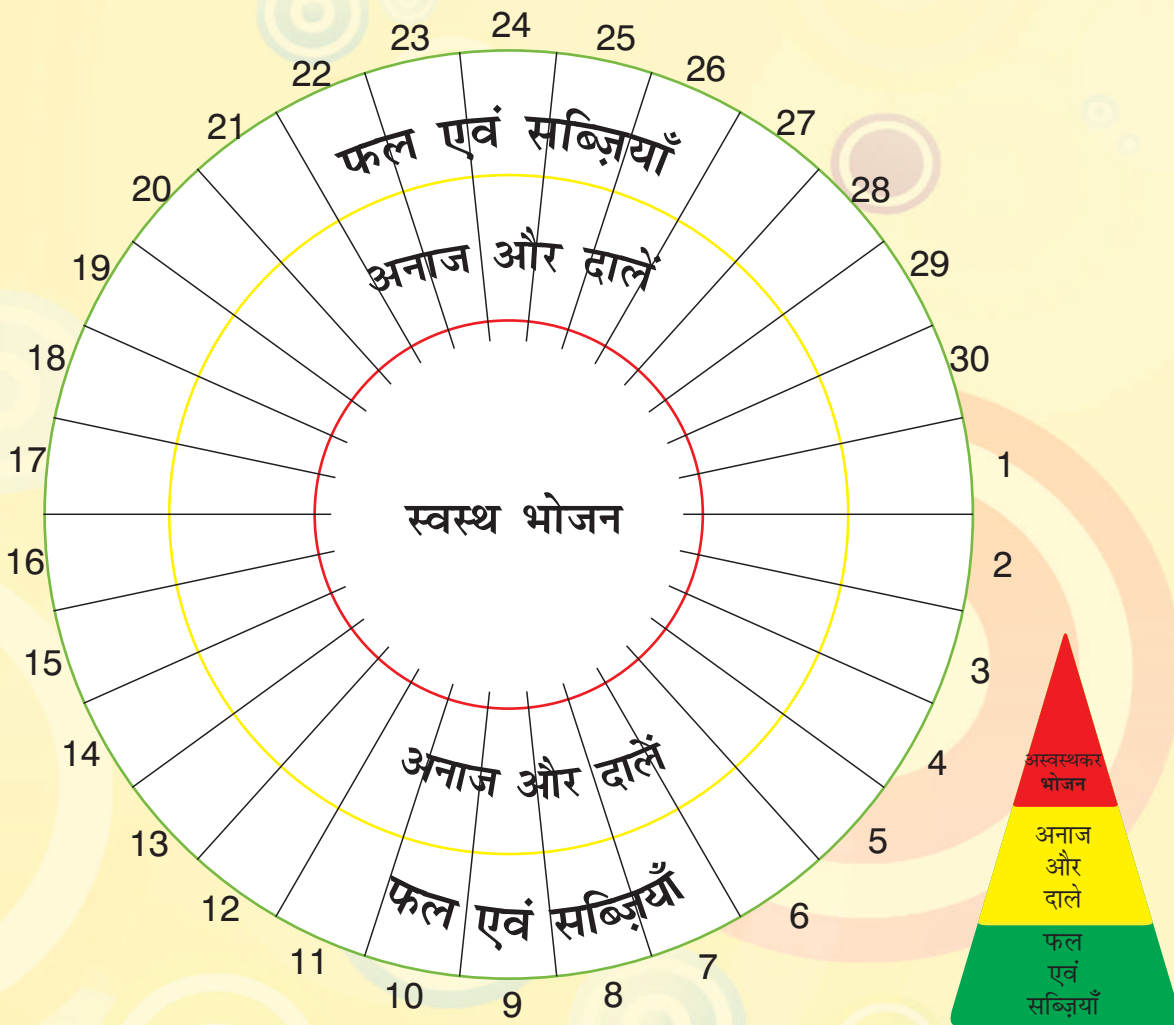 24
23
25
22
26
21
27
20
28
19
29
18
30
17
1
16
2
15
3
14
4
13
5
12
6
11
7
10
8
9
फल एवं सब्ज़ियाँ
अनाज और दालें
स्वस्थ भोजन
अनाज और दालें
फल एवं सब्ज़ियाँ
अस्वस्थकर
भोजन
अनाज
और
दाले
फल
एवं
सब्ज़ियाँ